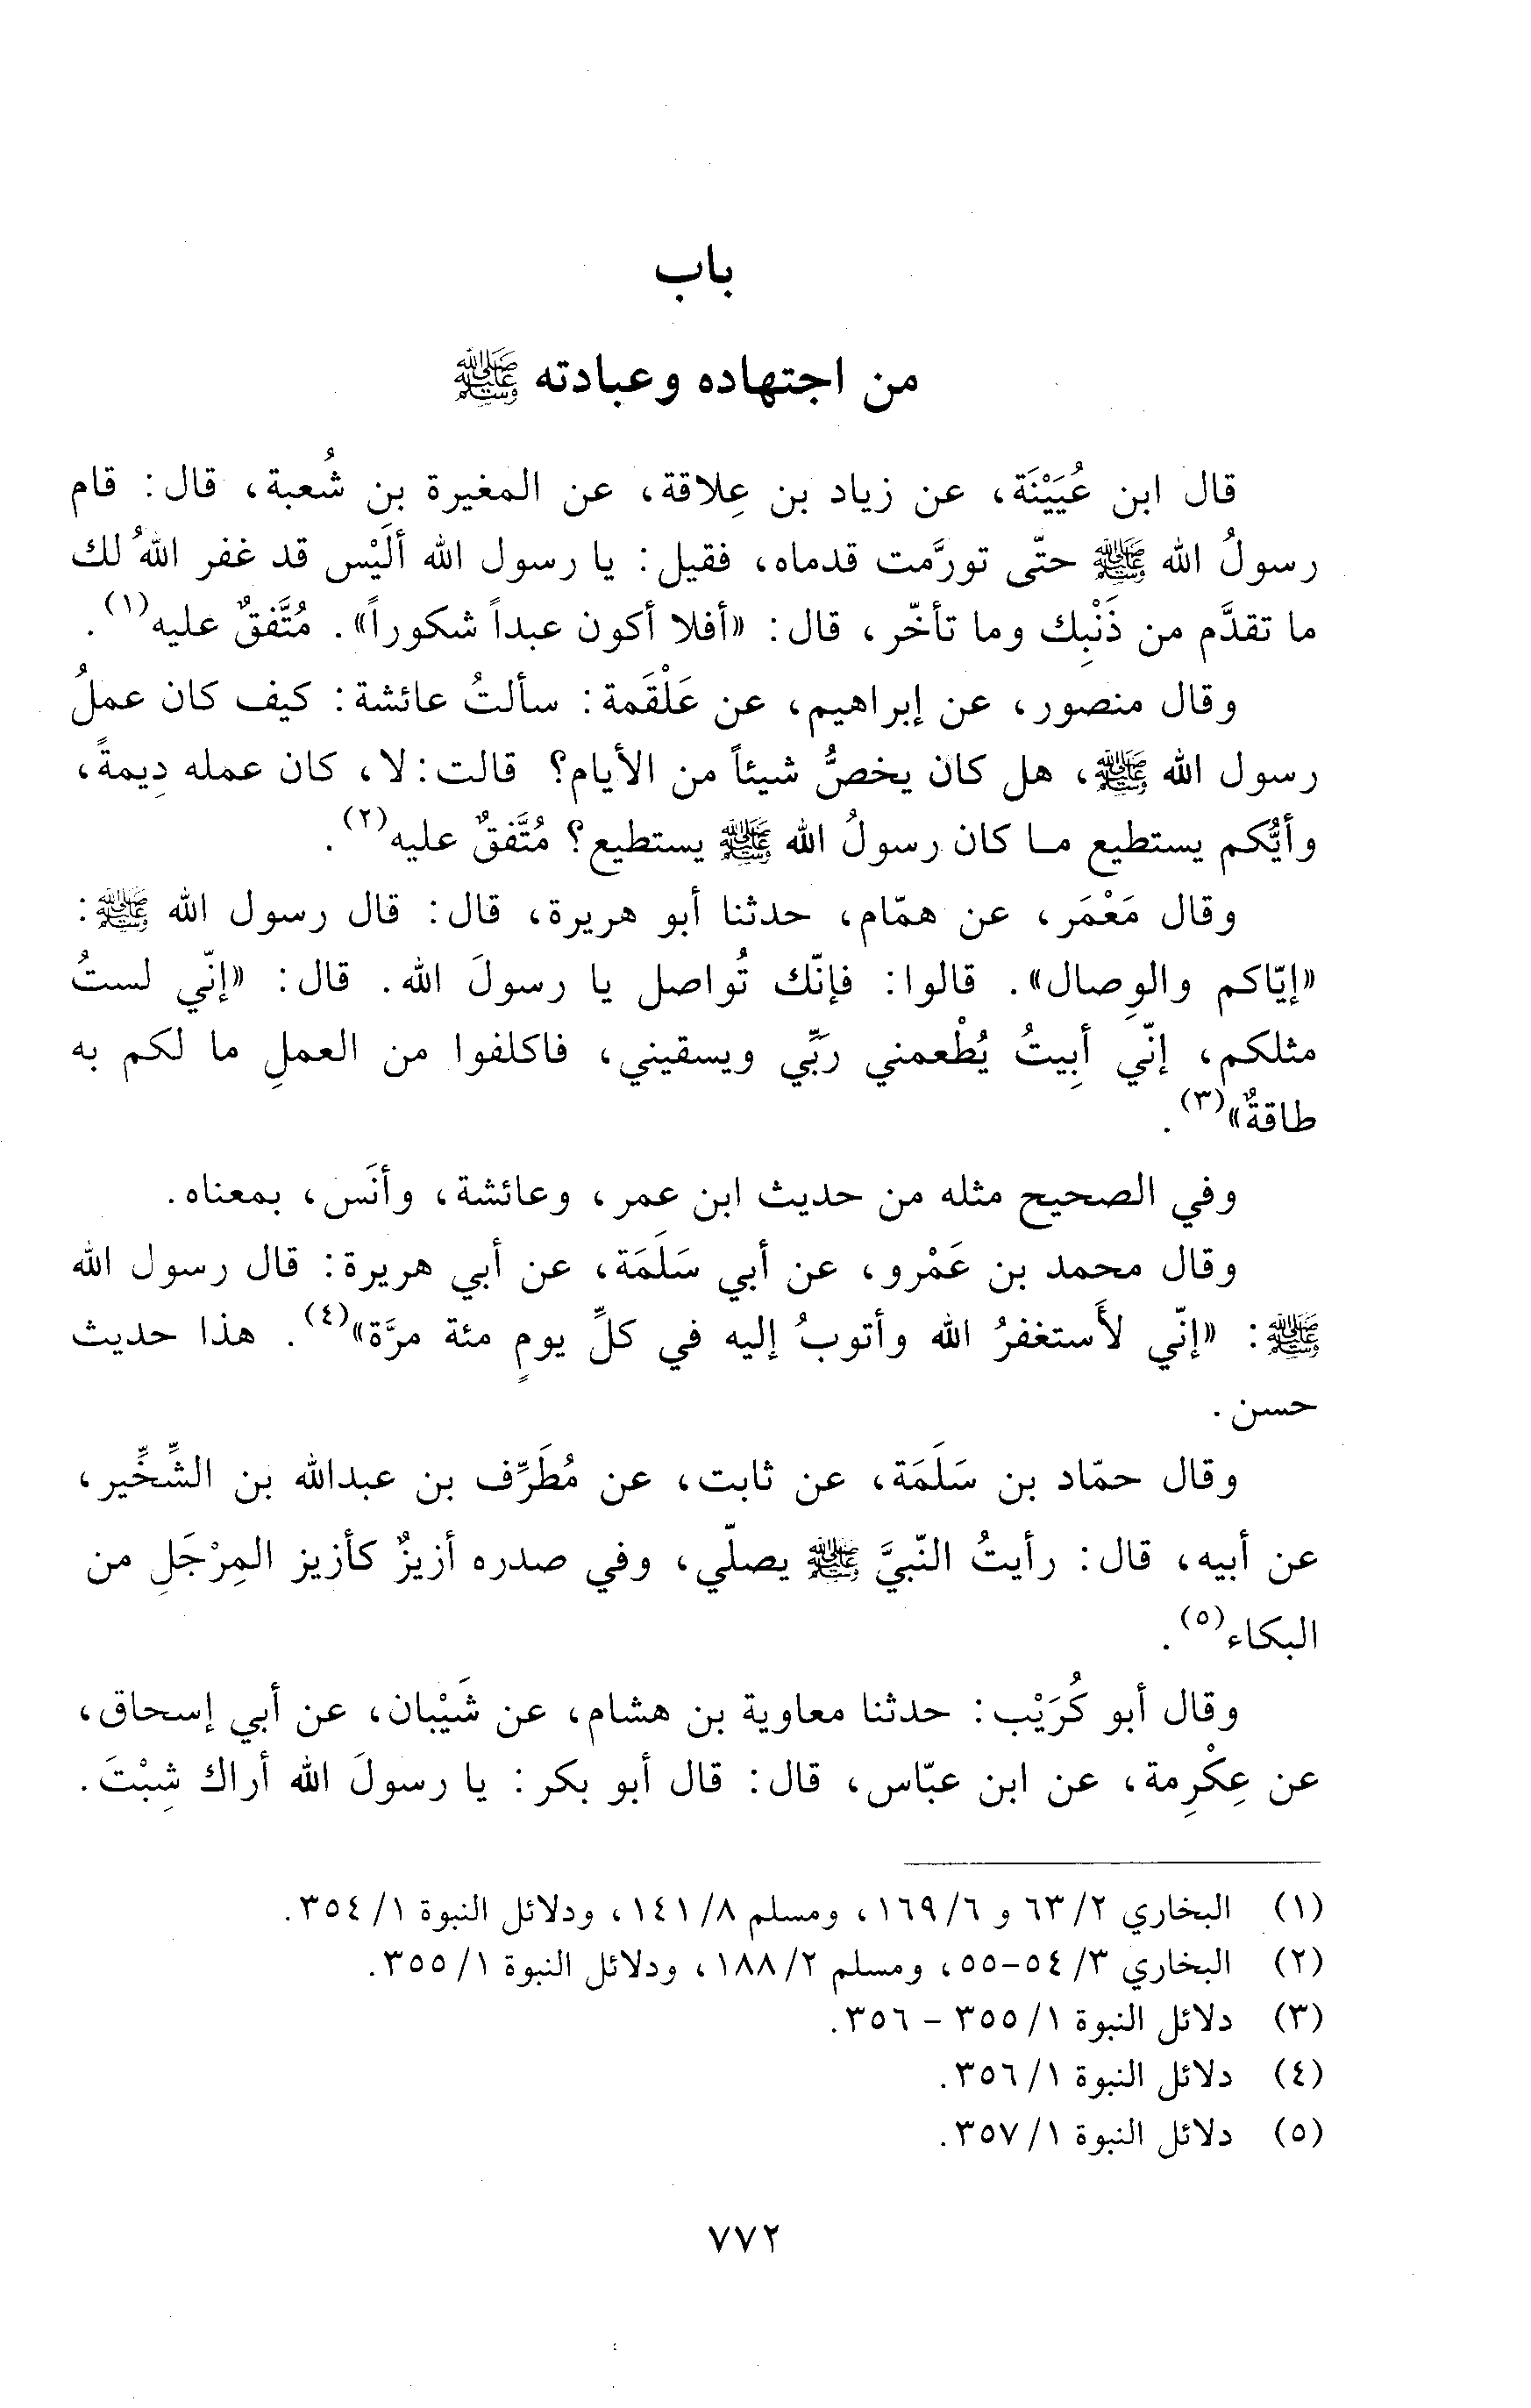 باب
من اجتهاده وعبادته ﷺ
قال ابن عُيَيْنَة، عن زياد بن عِلاقة، عن المغيرة بن شُعبة، قال: قام
رسولُ الله ﷺ حتّى تورَّمت قدماه، فقيل: يا رسول الله ألَيْس قد غفر اللهُ لك
ما تقدَّم من ذَنْبِك وما تأخّر، قال: «أفلا أكون عبداً شكوراً». مُتَّفقٌ عليه(١).
وقال منصور، عن إبراهيم، عن عَلْقَمة: سألتُ عائشة: كيف كان عملُ
رسول الله ﷺ، هل كان يخصُّ شيئاً من الأيام؟ قالت: لا، كان عمله دِيمةً،
وأيُّكم يستطيع ما كان رسولُ الله ﷺ يستطيع؟ مُتَّفقٌ عليه(٢).
وقال مَعْمَر، عن همّام، حدثنا أبو هريرة، قال: قال رسول الله ﷺ:
«إيّاكم والوِصال». قالوا: فإنّك تُواصل يا رسولَ الله. قال: «إنّي لستُ
مثلكم، إنّي أبِيتُ يُطْعمني رَبِّي ويسقيني، فاكلفوا من العملِ ما لكم به
طاقةٌ»(٣).
وفي الصحيح مثله من حديث ابن عمر، وعائشة، وأنَس، بمعناه.
وقال محمد بن عَمْرو، عن أبي سَلَمَة، عن أبي هريرة: قال رسول الله
ﷺ: «إنّي لأَستغفرُ الله وأتوبُ إليه في كلِّ يومٍ مئة مرَّة»(٤). هذا حديث
حسن.
وقال حمّاد بن سَلَمَة، عن ثابت، عن مُطَرِّف بن عبدالله بن الشِّخِّير،
عن أبيه، قال: رأيتُ النّبيَّ ﷺ يصلّي، وفي صدره أزيزٌ كأزيز المِرْجَلِ من
البكاء(٥).
وقال أبو كُرَيْب: حدثنا معاوية بن هشام، عن شَيْبان، عن أبي إسحاق،
عن عِكْرِمة، عن ابن عبّاس، قال: قال أبو بكر: يا رسولَ الله أراك شِبْتَ.
(١) البخاري ٢/ ٦٣ و ٦/ ١٦٩، ومسلم ٨/ ١٤١، ودلائل النبوة ١/ ٣٥٤.
(٢) البخاري ٣/ ٥٤-٥٥، ومسلم ٢/ ١٨٨، ودلائل النبوة ١/ ٣٥٥.
(٣) دلائل النبوة ١/ ٣٥٥ - ٣٥٦.
(٤) دلائل النبوة ١/ ٣٥٦.
(٥) دلائل النبوة ١/ ٣٥٧.
٧٧٢